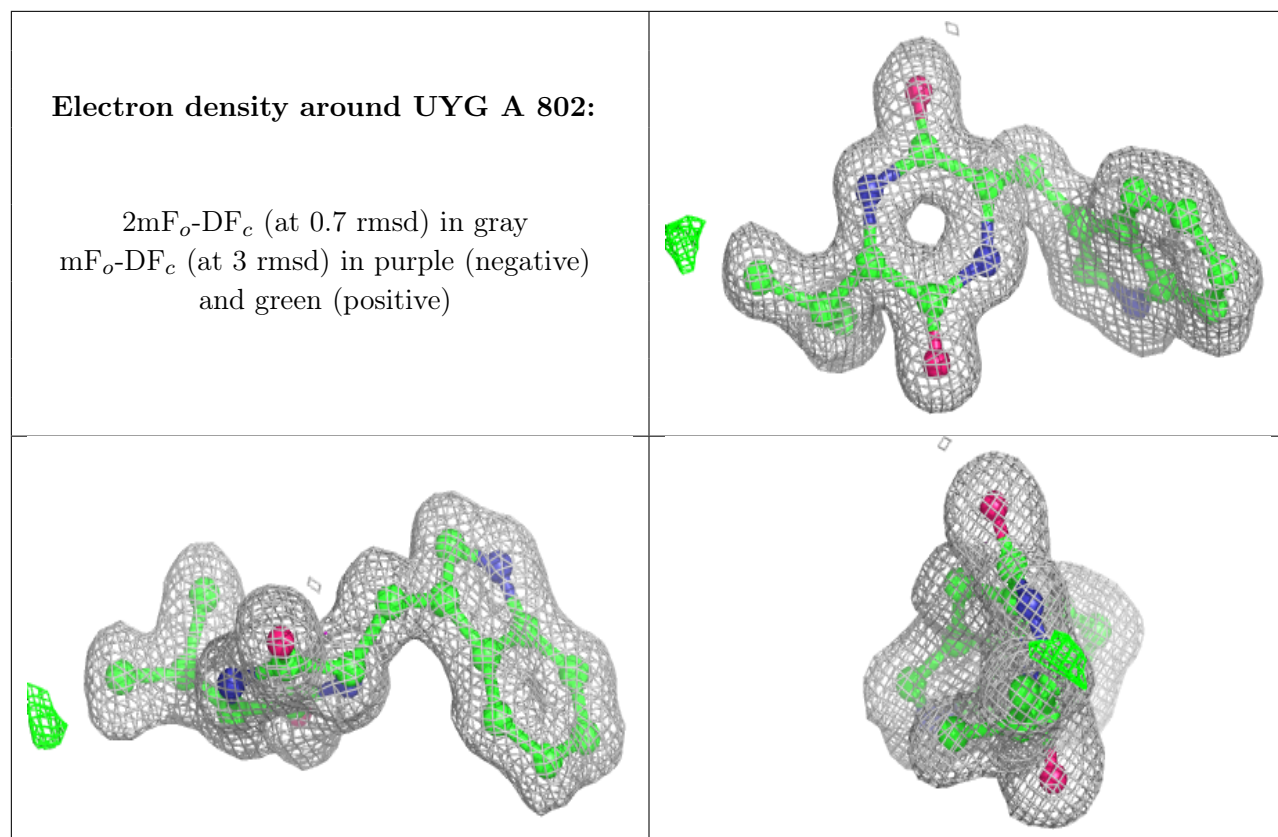 Electron density around UYG A 802:
2mFo-DFc (at 0.7 rmsd) in gray
mFo-DFc (at 3 rmsd) in purple (negative)
and green (positive)